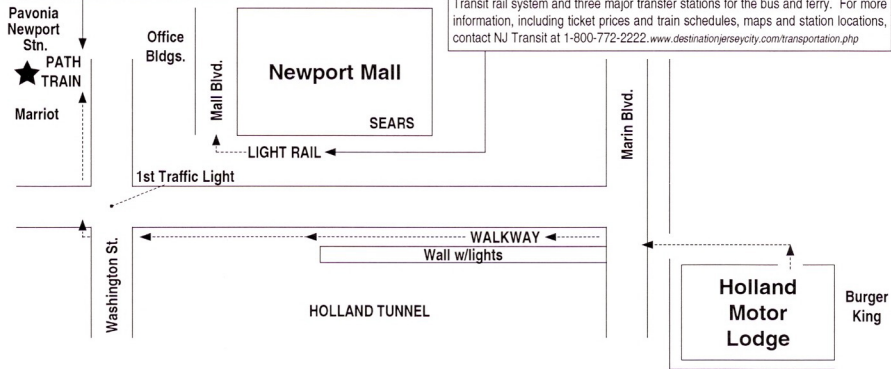 Transit rail system and three major transfer stations for the bus and ferry. For more
information, including ticket prices and train schedules, maps and station locations,
contact NJ Transit at 1-800-772-2222. www.destinationjerseycity.com/transportation.php
Pavonia
Newport
Stn.
PATH
TRAIN
Marriot
Office
Bldgs.
Mall Blvd.
Newport Mall
SEARS
LIGHT RAIL
Marin Blvd.
1st Traffic Light
WALKWAY
Wall w/lights
Washington St.
HOLLAND TUNNEL
Holland
Motor
Lodge
Burger
King